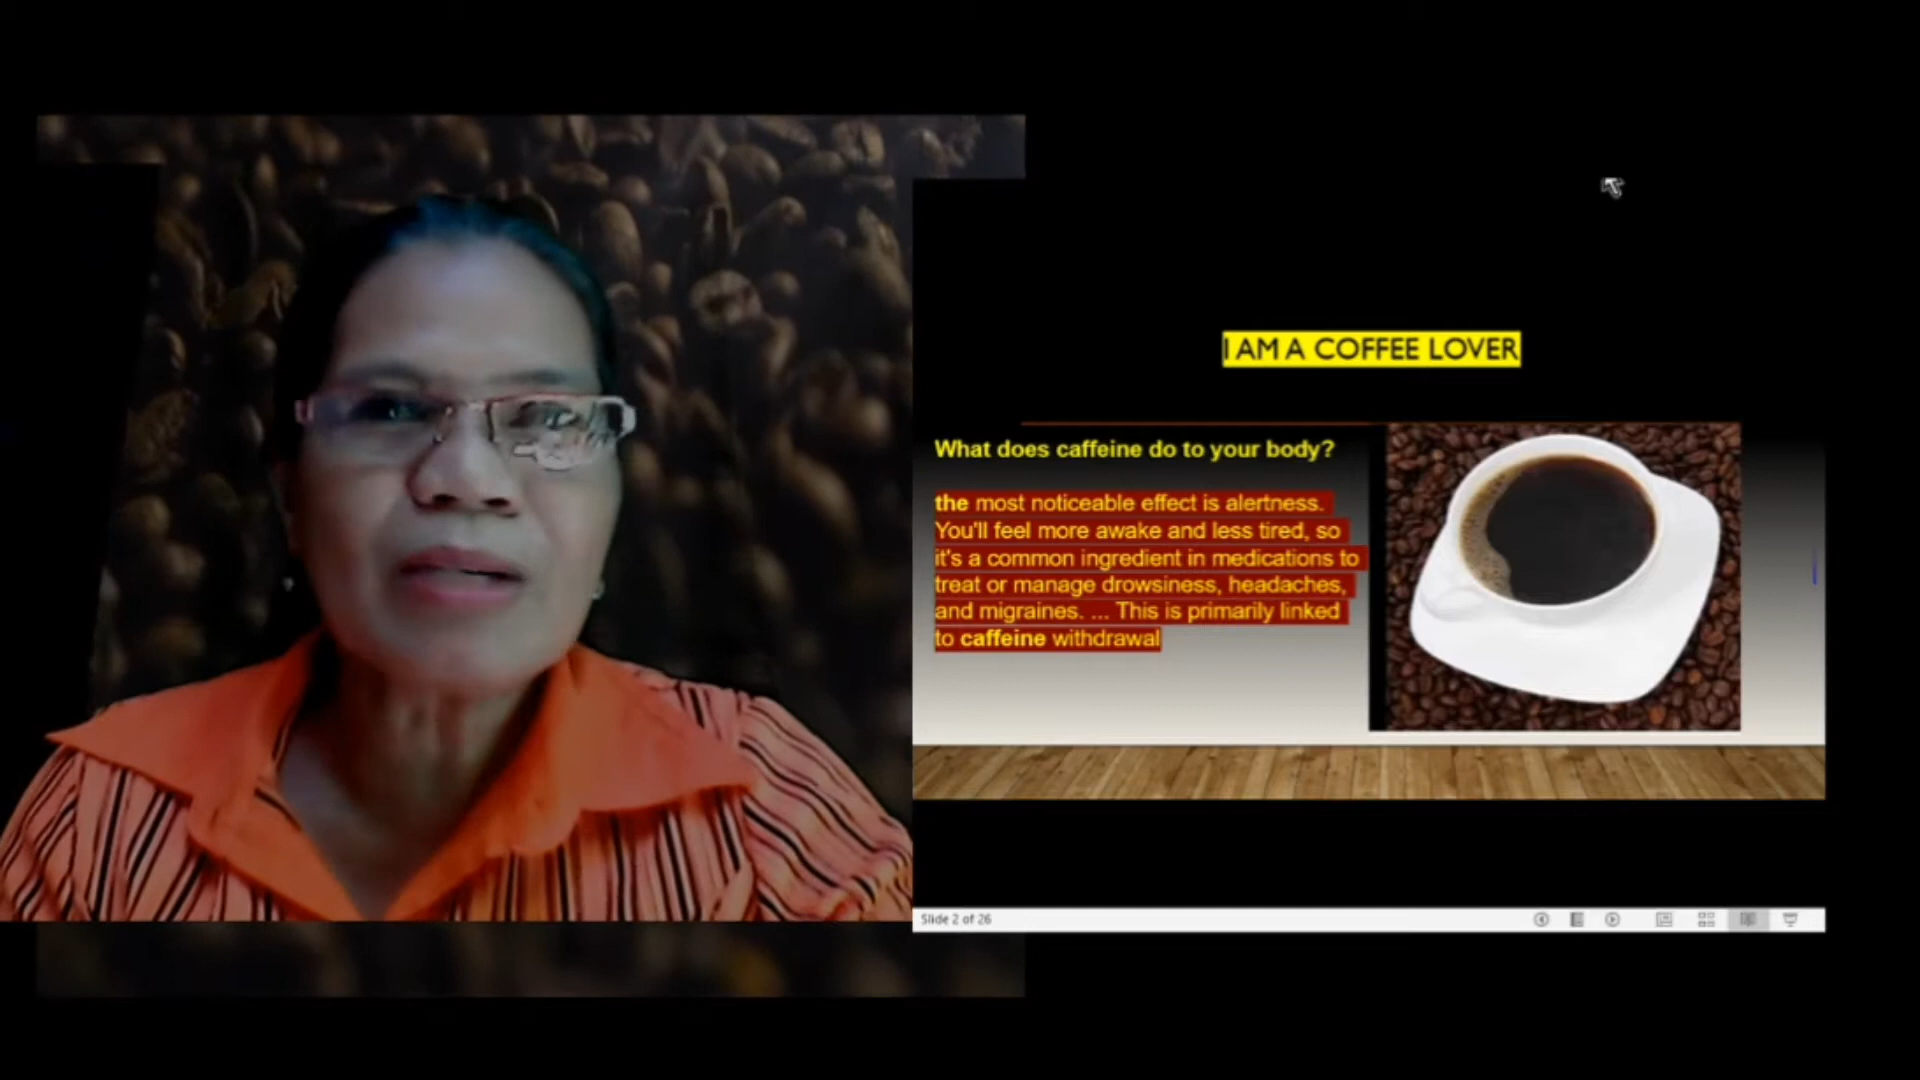 I AM A COFFEE LOVER
What does caffeine do to your body?
the most noticeable effect is alertness.
You'll feel more awake and less tired, so
it's a common ingredient in medications to
treat or manage drowsiness, headaches,
and migraines. ... This is primarily linked
to caffeine withdrawal
Slide 2 of 26